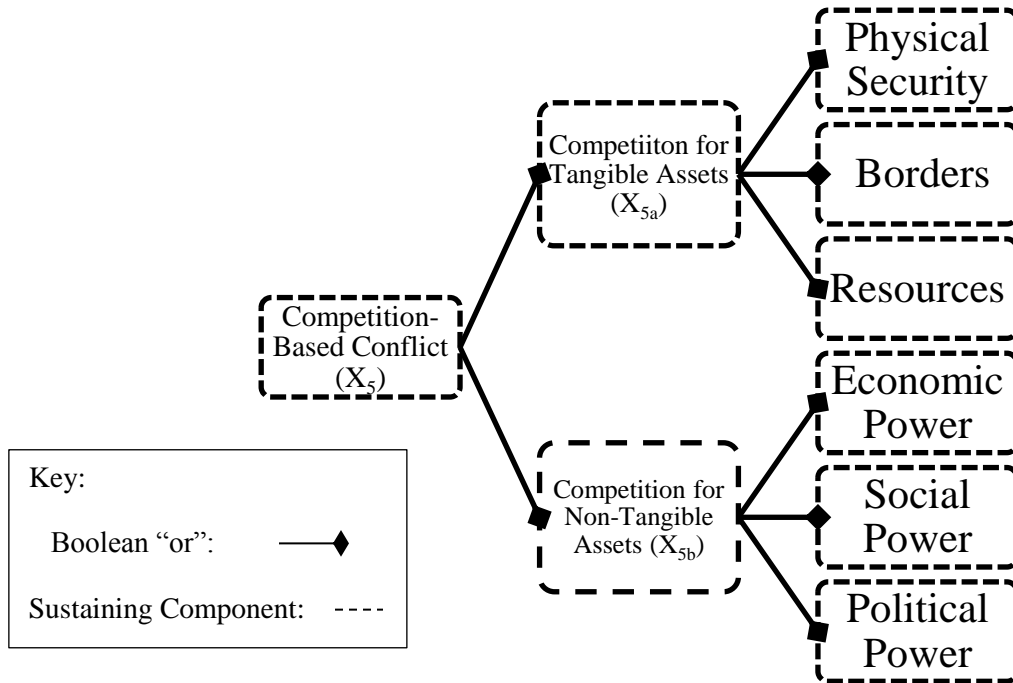 Physical
Security
Competiiton for
Tangible Assets
(X5a)
Borders
Resources
Competition-
Based Conflict
(X5)
Economic
Power
Competition for
Non-Tangible
Assets (X5b)
Social
Power
Political
Power
Key:
Boolean “or”:
Sustaining Component: